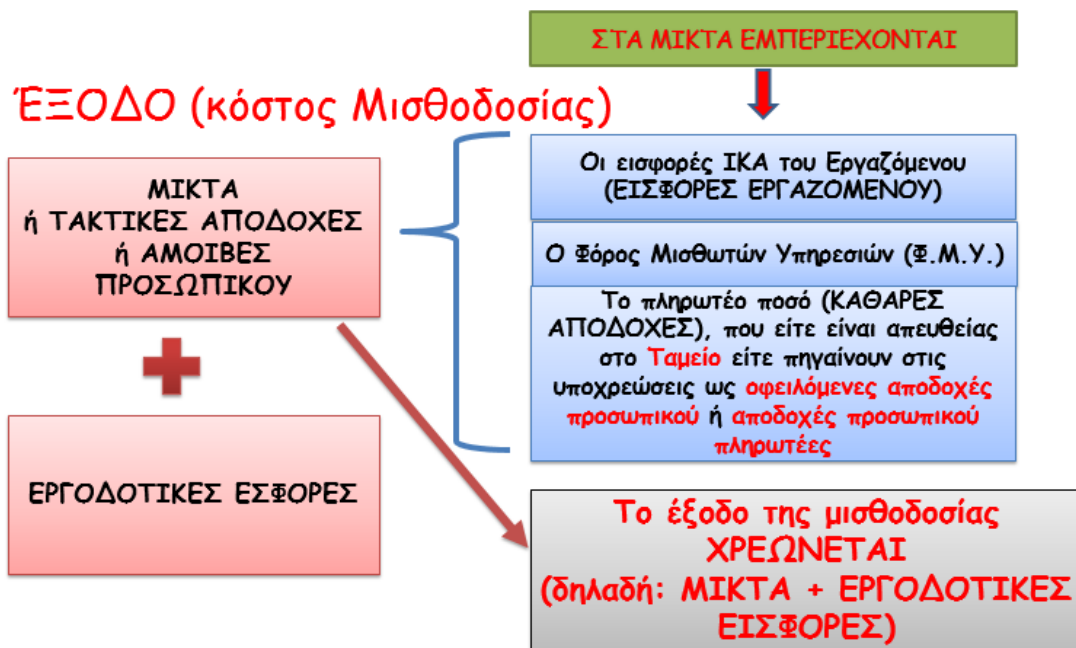 ΣΤΑ ΜΙΚΤΑ ΕΜΠΕΡΙΕΧΟΝΤΑΙ
ΈΞΟΔΟ (κόστος Μισθοδοσίας)
ΜΙΚΤΑ
ή ΤΑΚΤΙΚΕΣ ΑΠΟΔΟΧΕΣ
ή ΑΜΟΙΒΕΣ
ΠΡΟΣΩΠΙΚΟΥ
ΕΡΓΟΔΟΤΙΚΕΣ ΕΣΦΟΡΕΣ
Οι εισφορές ΙΚΑ του Εργαζόμενου
(ΕΙΣΦΟΡΕΣ ΕΡΓΑΖΟΜΕΝΟΥ)
Ο Φόρος Μισθωτών Υπηρεσιών (Φ.Μ.Υ.)
Το πληρωτέο ποσό (ΚΑΘΑΡΕΣ
ΑΠΟΔΟΧΕΣ), που είτε είναι απευθείας
στο Ταμείο είτε πηγαίνουν στις
υποχρεώσεις ως οφειλόμενες αποδοχές
προσωπικού ή αποδοχές προσωπικού
πληρωτέες
Το έξοδο της μισθοδοσίας
ΧΡΕΩΝΕΤΑΙ
(δηλαδή: ΜΙΚΤΑ + ΕΡΓΟΔΟΤΙΚΕΣ
ΕΙΣΦΟΡΕΣ)